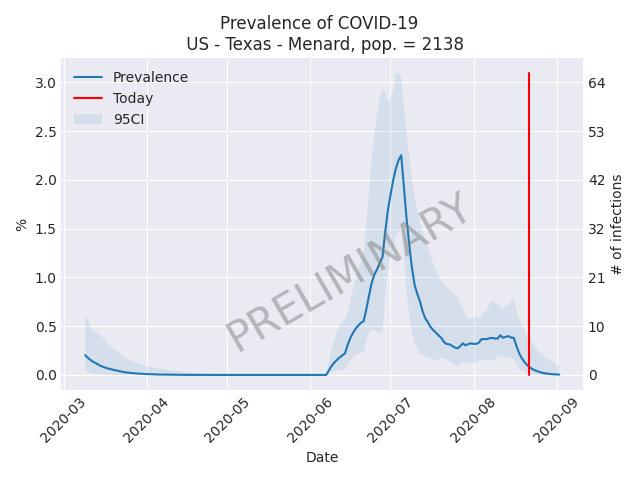 Prevalence of COVID-19
US - Texas - Menard, pop. = 2138
Prevalence
Today
95CI
PRELIMINARY
3.0
2.5
2.0
1.5
1.0
0.5
0.0
%
64
53
42
32
21
10
0
# of infections
2020-03
2020-04
2020-05
2020-06
2020-07
2020-08
2020-09
Date